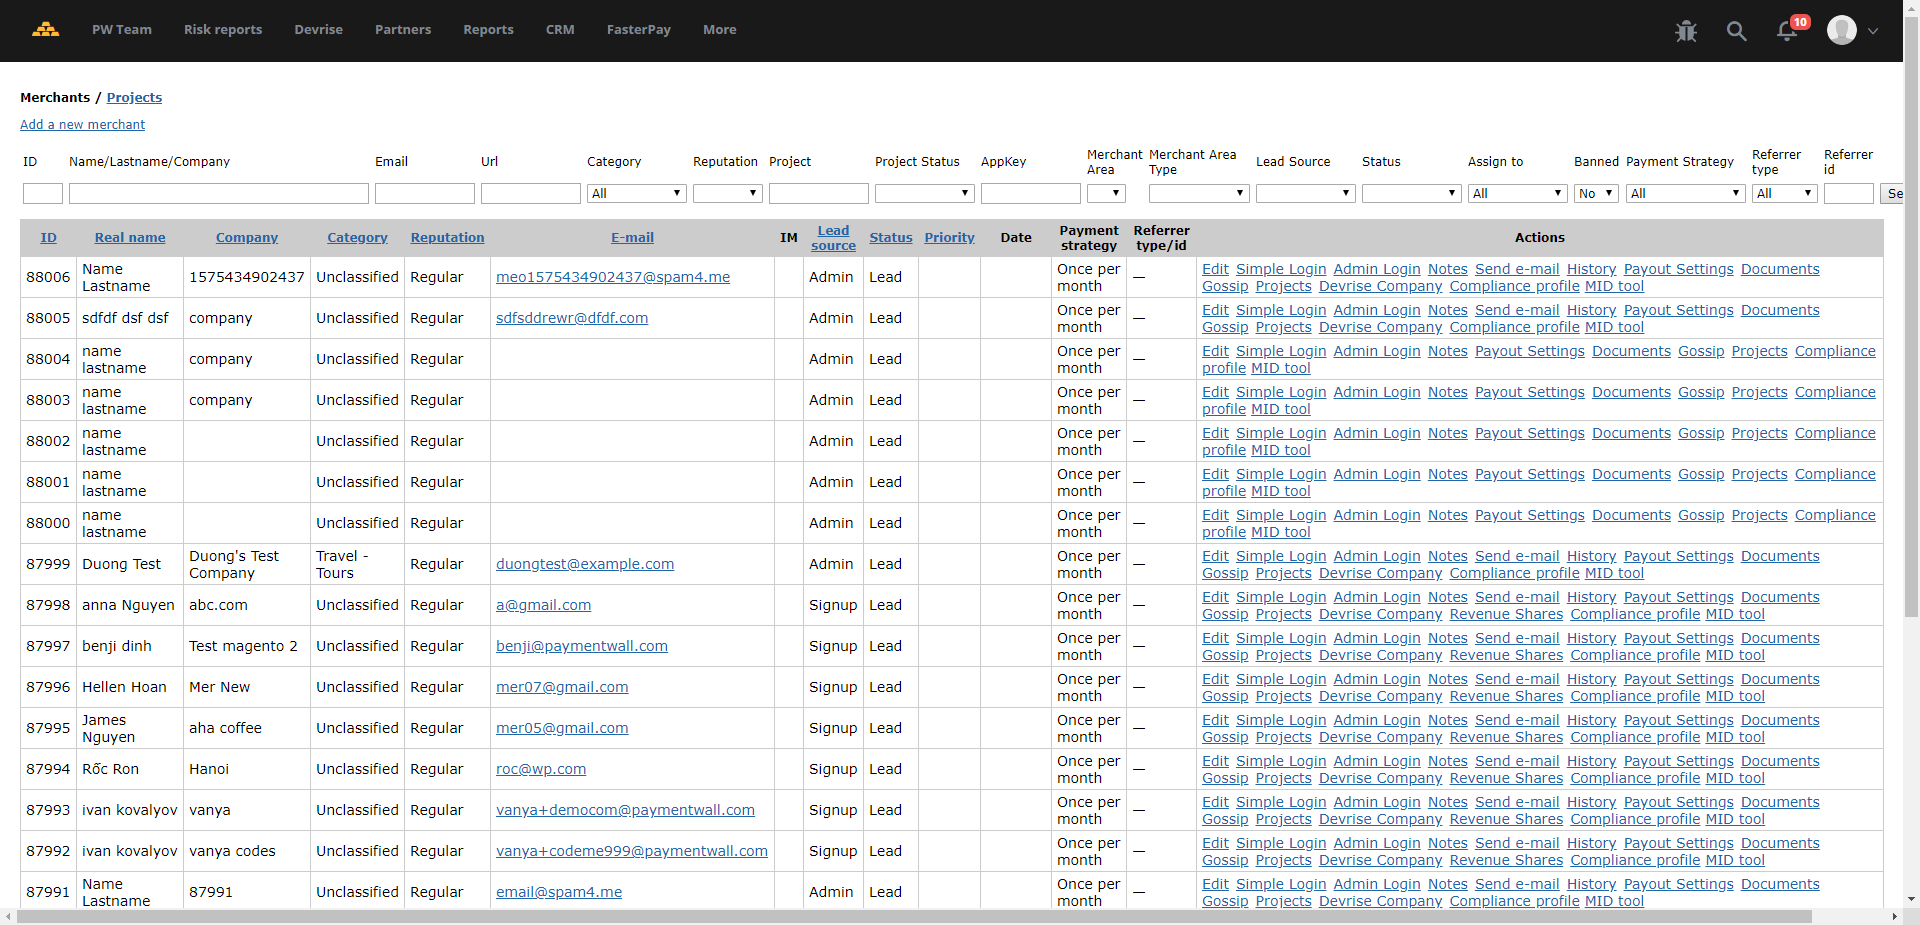 PW Team Risk reports Devrise Partners Reports CRM FasterPay More 10
Merchants / Projects
Add a new merchant
ID Name/Lastname/Company Email Url Category Reputation Project Project Status AppKey Merchant Area Merchant Area Type Lead Source Status Assign to Banned Payment Strategy Referrer type Referrer id
All All No All All Se
ID Real name Company Category Reputation E-mail IM Lead source Status Priority Date Payment strategy Referrer type/id Actions
88006 Name Lastname 1575434902437 Unclassified Regular meo1575434902437@spam4.me Admin Lead Once per month — Edit Simple Login Admin Login Notes Send e-mail History Payout Settings Documents
Gossip Projects Devrise Company Compliance profile MID tool
88005 sdfdf dsf dsf company Unclassified Regular sdfsddrewr@dfdf.com Admin Lead Once per month — Edit Simple Login Admin Login Notes Send e-mail History Payout Settings Documents
Gossip Projects Devrise Company Compliance profile MID tool
88004 name lastname company Unclassified Regular Admin Lead Once per month — Edit Simple Login Admin Login Notes Payout Settings Documents Gossip Projects Compliance
profile MID tool
88003 name lastname company Unclassified Regular Admin Lead Once per month — Edit Simple Login Admin Login Notes Payout Settings Documents Gossip Projects Compliance
profile MID tool
88002 name lastname Unclassified Regular Admin Lead Once per month — Edit Simple Login Admin Login Notes Payout Settings Documents Gossip Projects Compliance
profile MID tool
88001 name lastname Unclassified Regular Admin Lead Once per month — Edit Simple Login Admin Login Notes Payout Settings Documents Gossip Projects Compliance
profile MID tool
88000 name lastname Unclassified Regular Admin Lead Once per month — Edit Simple Login Admin Login Notes Payout Settings Documents Gossip Projects Compliance
profile MID tool
87999 Duong Test Duong's Test Company Travel - Tours Regular duongtest@example.com Admin Lead Once per month — Edit Simple Login Admin Login Notes Send e-mail History Payout Settings Documents
Gossip Projects Devrise Company Compliance profile MID tool
87998 anna Nguyen abc.com Unclassified Regular a@gmail.com Signup Lead Once per month — Edit Simple Login Admin Login Notes Send e-mail History Payout Settings Documents
Gossip Projects Devrise Company Revenue Shares Compliance profile MID tool
87997 benji dinh Test magento 2 Unclassified Regular benji@paymentwall.com Signup Lead Once per month — Edit Simple Login Admin Login Notes Send e-mail History Payout Settings Documents
Gossip Projects Devrise Company Revenue Shares Compliance profile MID tool
87996 Hellen Hoan Mer New Unclassified Regular mer07@gmail.com Signup Lead Once per month — Edit Simple Login Admin Login Notes Send e-mail History Payout Settings Documents
Gossip Projects Devrise Company Revenue Shares Compliance profile MID tool
87995 James Nguyen aha coffee Unclassified Regular mer05@gmail.com Signup Lead Once per month — Edit Simple Login Admin Login Notes Send e-mail History Payout Settings Documents
Gossip Projects Devrise Company Revenue Shares Compliance profile MID tool
87994 Rốc Ron Hanoi Unclassified Regular roc@wp.com Signup Lead Once per month — Edit Simple Login Admin Login Notes Send e-mail History Payout Settings Documents
Gossip Projects Devrise Company Revenue Shares Compliance profile MID tool
87993 ivan kovalyov vanya Unclassified Regular vanya+democom@paymentwall.com Signup Lead Once per month — Edit Simple Login Admin Login Notes Send e-mail History Payout Settings Documents
Gossip Projects Devrise Company Revenue Shares Compliance profile MID tool
87992 ivan kovalyov vanya codes Unclassified Regular vanya+codeme999@paymentwall.com Signup Lead Once per month — Edit Simple Login Admin Login Notes Send e-mail History Payout Settings Documents
Gossip Projects Devrise Company Revenue Shares Compliance profile MID tool
87991 Name Lastname 87991 Unclassified Regular email@spam4.me Admin Lead Once per month — Edit Simple Login Admin Login Notes Send e-mail History Payout Settings Documents
Gossip Projects Devrise Company Compliance profile MID tool